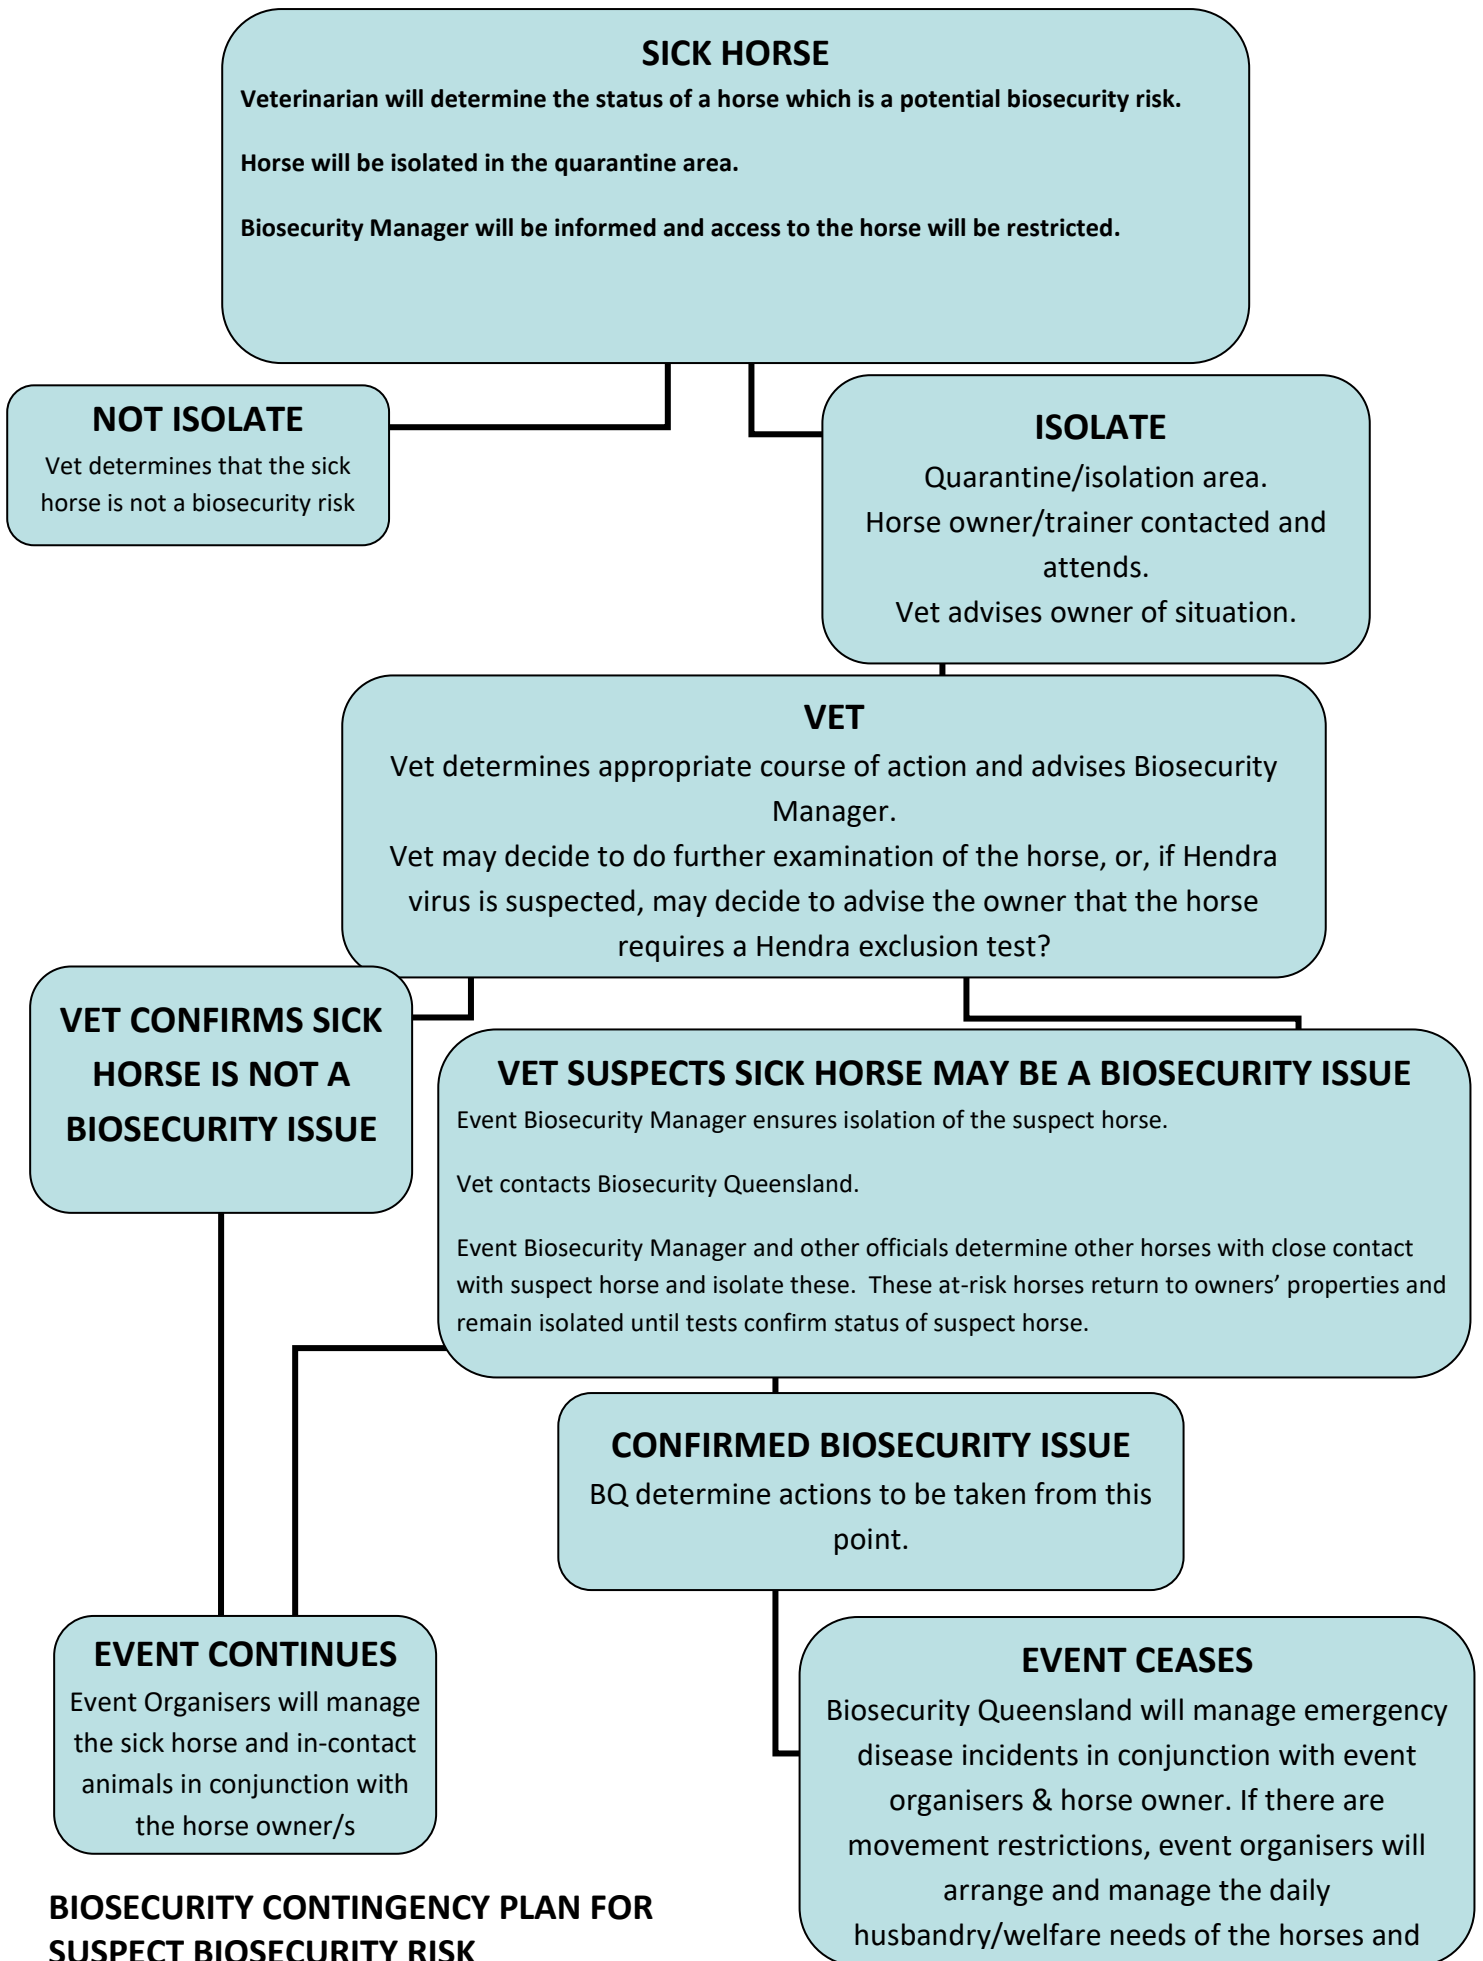 SICK HORSE
Veterinarian will determine the status of a horse which is a potential biosecurity risk.
Horse will be isolated in the quarantine area.
Biosecurity Manager will be informed and access to the horse will be restricted.
NOT ISOLATE
Vet determines that the sick
horse is not a biosecurity risk
ISOLATE
Quarantine/isolation area.
Horse owner/trainer contacted and
attends.
Vet advises owner of situation.
VET
Vet determines appropriate course of action and advises Biosecurity
Manager.
Vet may decide to do further examination of the horse, or, if Hendra
virus is suspected, may decide to advise the owner that the horse
requires a Hendra exclusion test?
VET CONFIRMS SICK
HORSE IS NOT A
BIOSECURITY ISSUE
VET SUSPECTS SICK HORSE MAY BE A BIOSECURITY ISSUE
Event Biosecurity Manager ensures isolation of the suspect horse.
Vet contacts Biosecurity Queensland.
Event Biosecurity Manager and other officials determine other horses with close contact
with suspect horse and isolate these.  These at-risk horses return to owners’ properties and
remain isolated until tests confirm status of suspect horse.
CONFIRMED BIOSECURITY ISSUE
BQ determine actions to be taken from this
point.
EVENT CONTINUES
Event Organisers will manage
the sick horse and in-contact
animals in conjunction with
the horse owner/s
EVENT CEASES
Biosecurity Queensland will manage emergency
disease incidents in conjunction with event
organisers & horse owner. If there are
movement restrictions, event organisers will
arrange and manage the daily
husbandry/welfare needs of the horses and
BIOSECURITY CONTINGENCY PLAN FOR
SUSPECT BIOSECURITY RISK